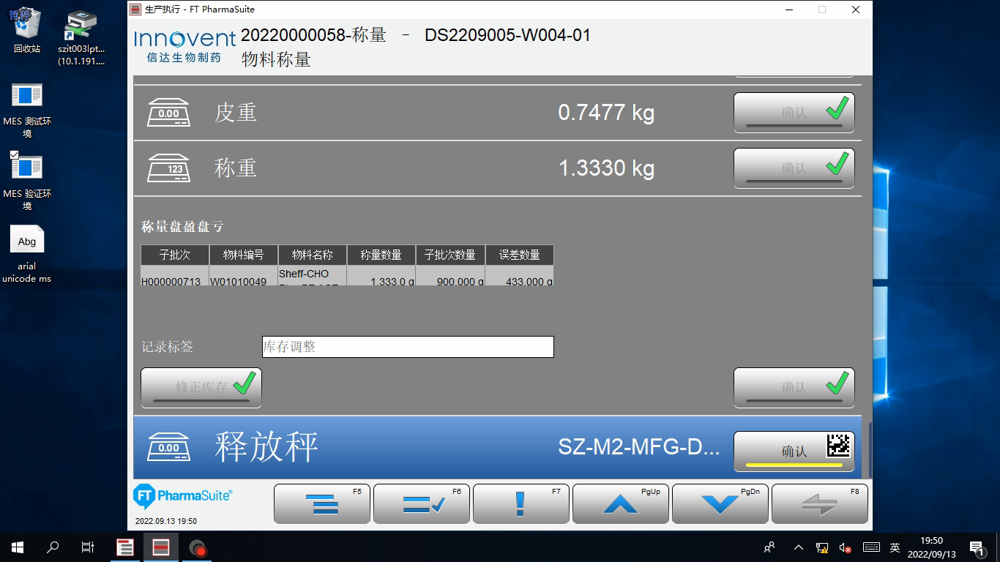 暂停
回收站
szit003lpt...
(10.1.191....
MES 测试环
境
MES 验证环
境
Abg
arial
unicode ms
生产执行 - FT PharmaSuite
Innovent
信达生物制药
20220000058-称量 - DS2209005-W004-01
物料称量
0.00
皮重
0.7477 kg
确认
123
称重
1.3330 kg
确认
称量盘盈盘亏
子批次 物料编号 物料名称 称量数量 子批次数量 误差数量
H000000713 W01010049 Sheff-CHO 1,333.0 g 900.000 g 433.000 g
记录标签
库存调整
修正库存
确认
0.00
释放秤
SZ-M2-MFG-D...
确认
FT PharmaSuite
2022.09.13 19:50
F5
F6
F7
PgUp
PgDn
F8
英
19:50
2022/09/13
1